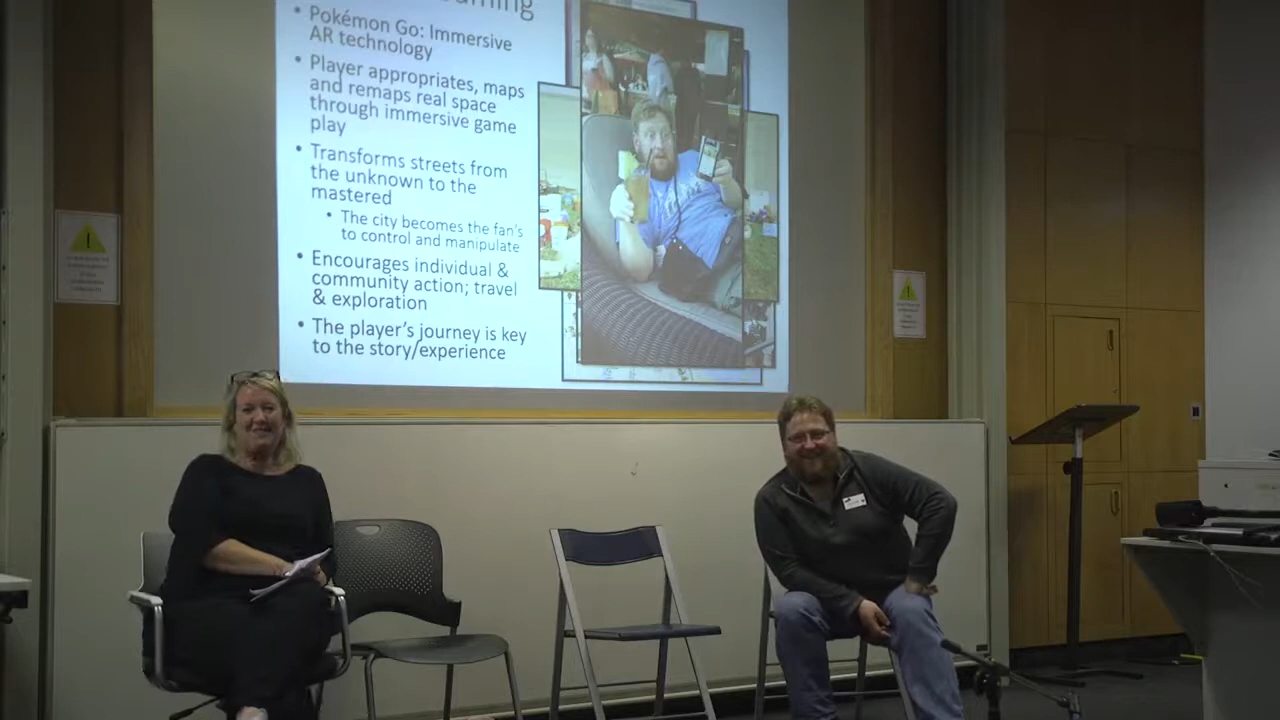 • Pokémon Go: Immersive
AR technology
• Player appropriates, maps
and remaps real space
through immersive game
play
• Transforms streets from
the unknown to the
mastered
• The city becomes the fan's
to control and manipulate
• Encourages individual &
community action; travel
& exploration
• The player's journey is key
to the story/experience